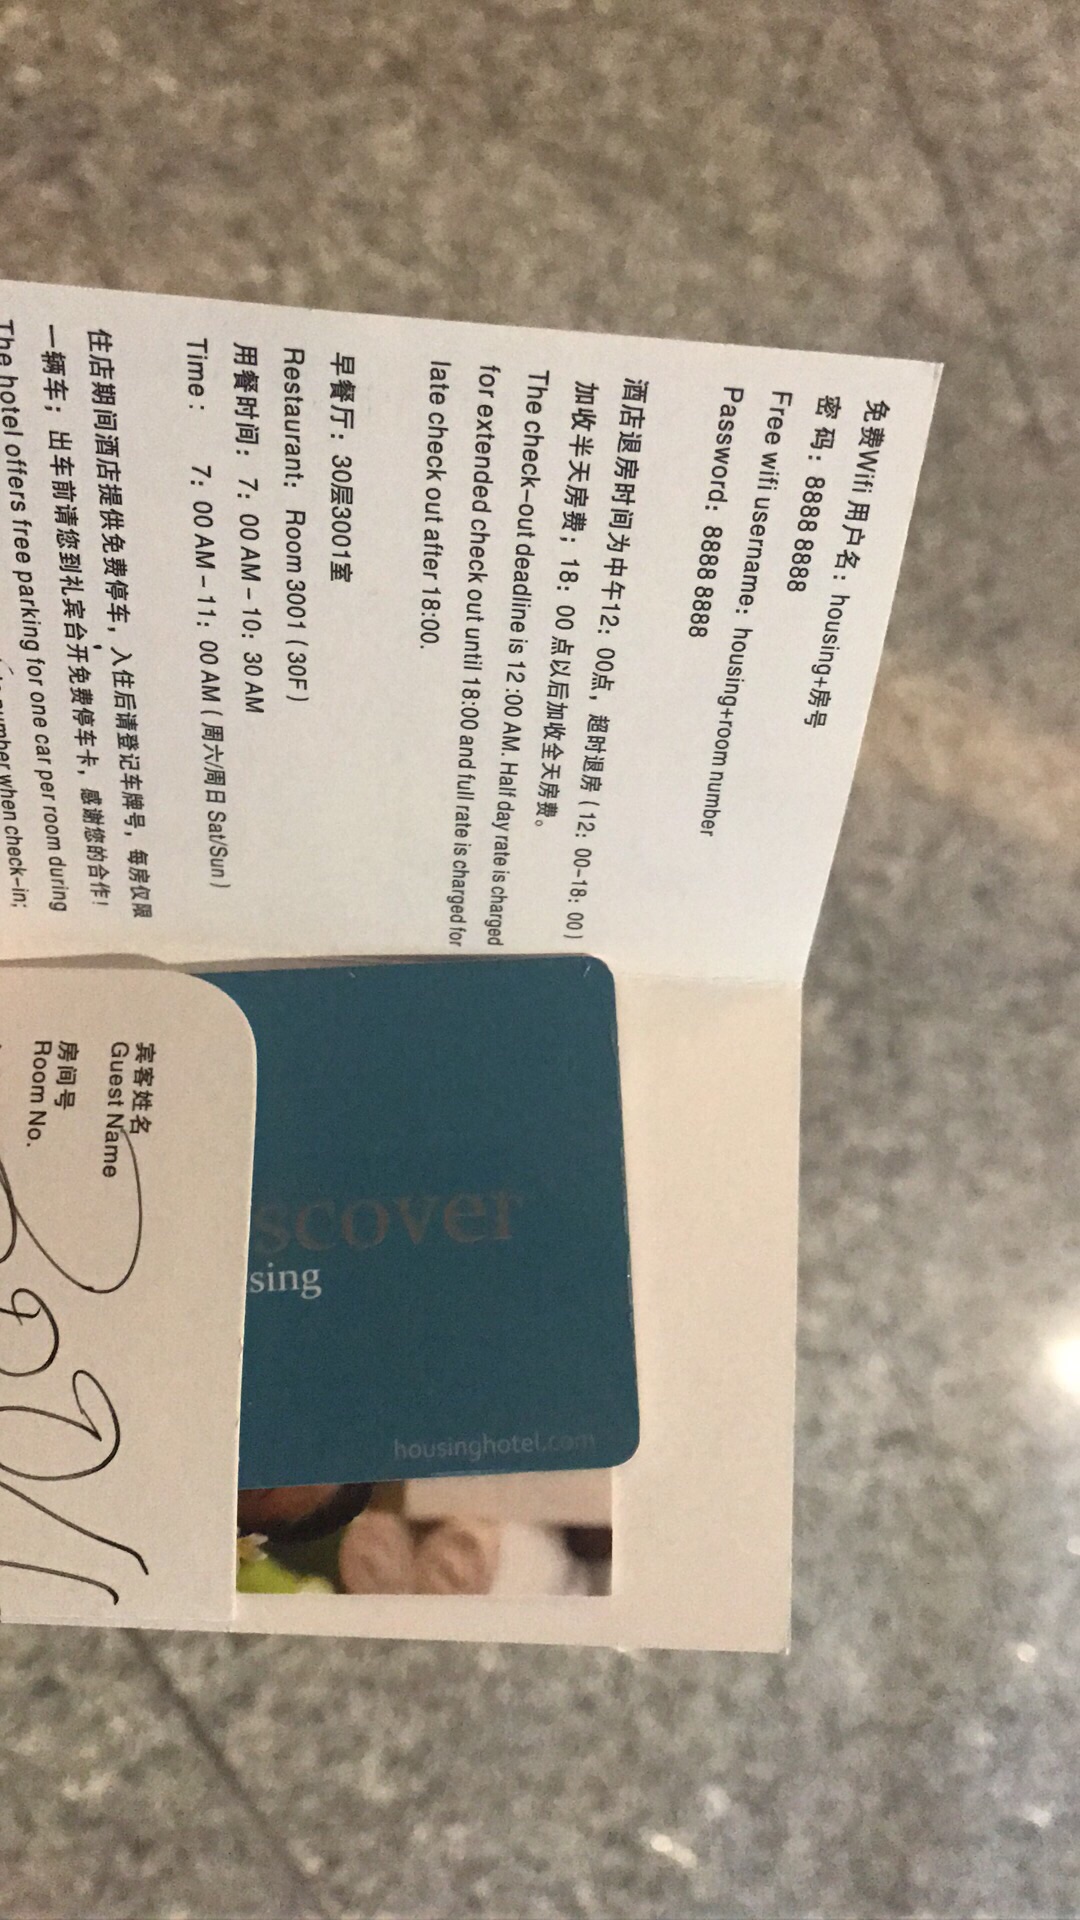 免费Wifi 用户名：housing+房号
密 码：8888 8888
Free wifi username：housing+room number
Password：8888 8888
酒店退房时间为中午12：00点，超时退房（12：00-18：00）
加收半天房费；18：00 点以后加收全天房费。
The check-out deadline is 12:00 AM. Half day rate is charged
for extended check out until 18:00 and full rate is charged for
late check out after 18:00.
早餐厅：30层3001室
Restaurant：Room 3001（30F）
用餐时间：7：00 AM-10：30 AM
Time：7：00 AM-11：00 AM（周六/周日 Sat/Sun）
住店期间酒店提供免费停车，入住后请登记车牌号，每房仅限
一辆车；出车前请您到礼宾台开免费停车卡，感谢您的合作！
The hotel offers free parking for one car per room during
number when check-in;
scover
sing
housinghotel.com
宾客姓名
Guest Name
房间号
Room No.